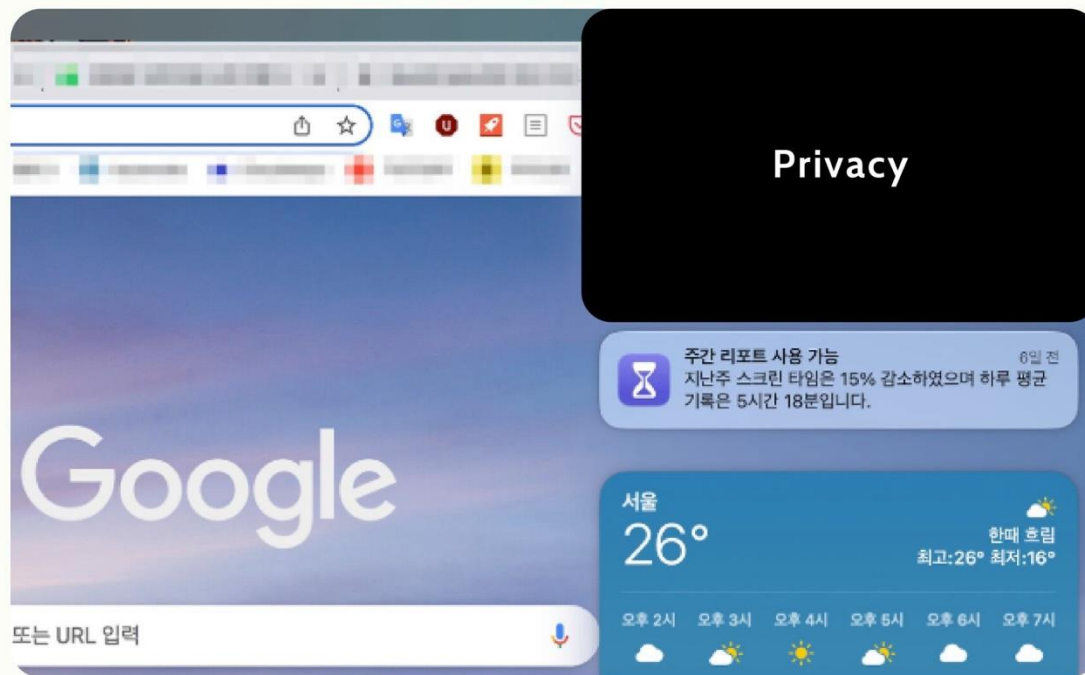 Privacy
주간 리포트 사용 가능
6일 전
지난주 스크린 타임은 15% 감소하였으며 하루 평균
기록은 5시간 18분입니다.
Google
서울
26°
한때 흐림
최고:26° 최저:16°
오후 2시 오후 3시 오후 4시 오후 5시 오후 6시 오후 7시
또는 URL 입력